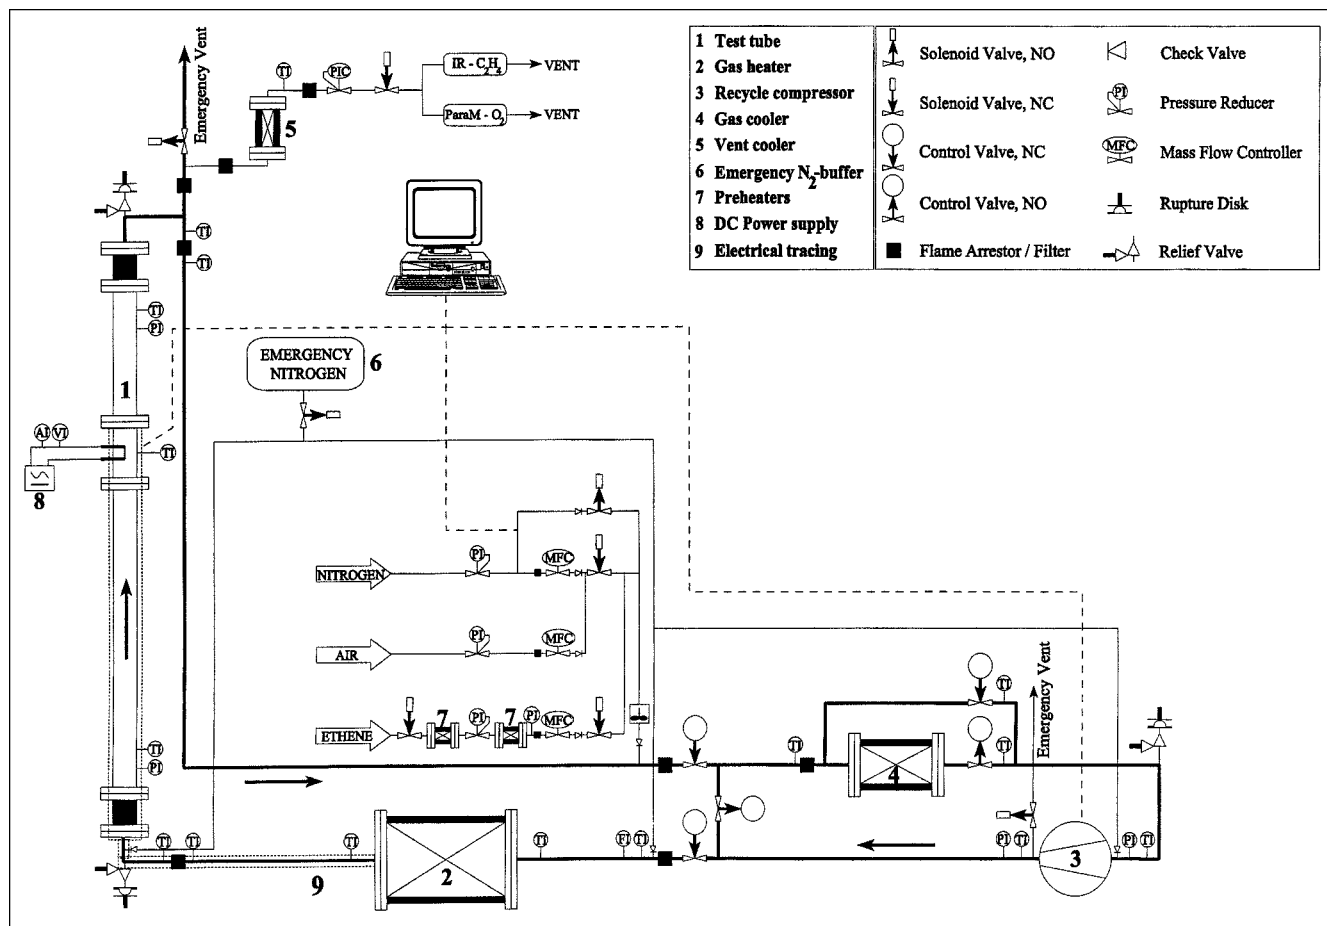 Emergency Vent
TI
PIC
IR - C2H4
VENT
ParaM - O2
VENT
5
1 Test tube
2 Gas heater
3 Recycle compressor
4 Gas cooler
5 Vent cooler
6 Emergency N2-buffer
7 Preheaters
8 DC Power supply
9 Electrical tracing
Solenoid Valve, NO
Solenoid Valve, NC
Control Valve, NC
Control Valve, NO
Flame Arrestor / Filter
Check Valve
PI
Pressure Reducer
MFC
Mass Flow Controller
Rupture Disk
Relief Valve
TI
TI
TI
PI
EMERGENCY
NITROGEN
6
1
AI
VI
TI
8
NITROGEN
PI
MFC
AIR
PI
MFC
ETHENE
7
PI
7
PI
MFC
TI
PI
TI
TI
TI
Emergency Vent
4
TI
TI
TI
2
TI
FI
TI
PI
TI
3
PI
TI
9